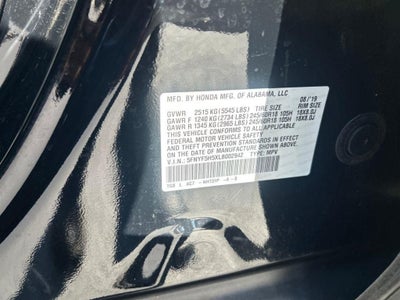 MFD. BY HONDA MFG. OF ALABAMA, LLC 08/'19
GVWR 2515 KG(5545 LBS) TIRE SIZE RIM SIZE
GAWR F 1240 KG(2734 LBS) 245/60R18 105H 18X8.0J
GAWR R 1345 KG(2965 LBS) 245/60R18 105H 18X8.0J
THIS VEHICLE CONFORMS TO ALL APPLICABLE
FEDERAL MOTOR VEHICLE SAFETY AND
THEFT PREVENTION STANDARDS IN EFFECT ON
THE DATE OF MANUFACTURE SHOWN ABOVE.
V.I.N.: 5FNYF5H5XLB002942 TYPE: MPV